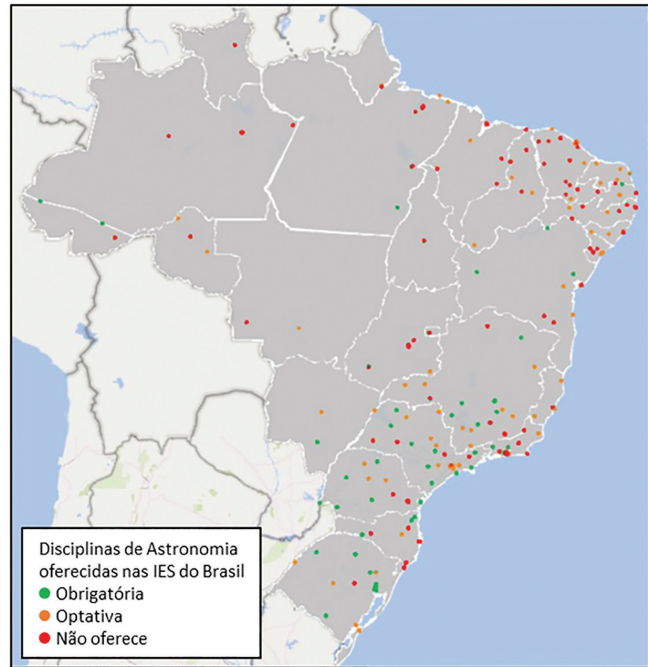 Disciplinas de Astronomia
oferecidas nas IES do Brasil
Obrigatória
Optativa
Não oferece